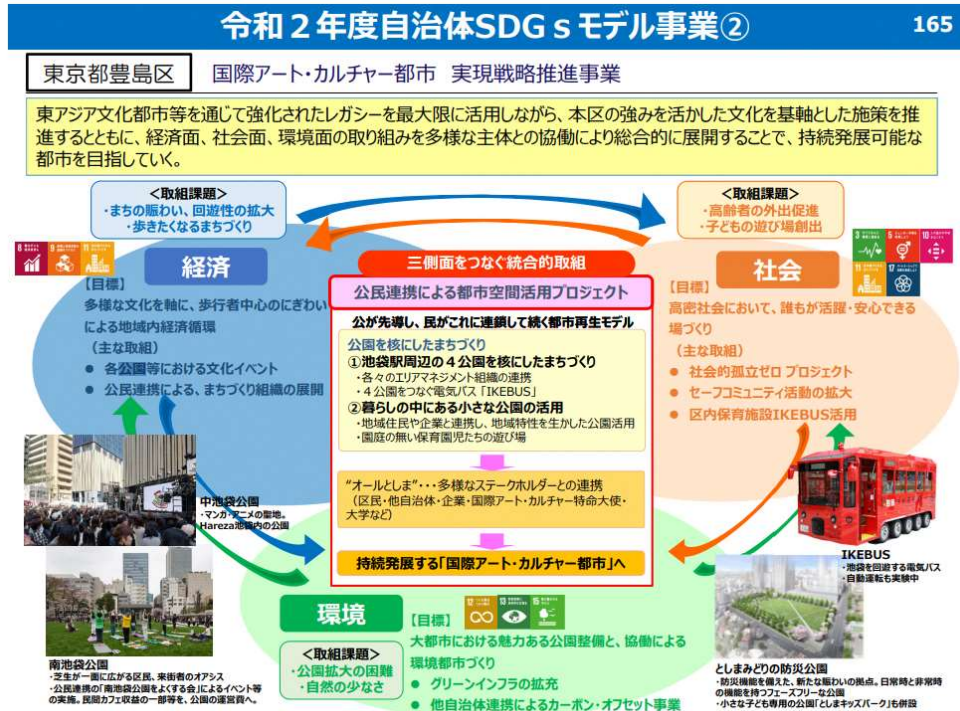 令和２年度自治体SDGｓモデル事業②
165
東京都豊島区
国際アート・カルチャー都市 実現戦略推進事業
東アジア文化都市等を通じて強化されたレガシーを最大限に活用しながら、本区の強みを活かした文化を基軸とした施策を推
進するとともに、経済面、社会面、環境面の取り組みを多様な主体との協働により総合的に展開することで、持続発展可能な
都市を目指していく。
＜取組課題＞
・まちの賑わい、回遊性の拡大
・歩きたくなるまちづくり
経済
【目標】
多様な文化を軸に、歩行者中心のにぎわい
による地域内経済循環
（主な取組）
● 各公園等における文化イベント
● 公民連携による、まちづくり組織の展開
三側面をつなぐ統合的取組
公民連携による都市空間活用プロジェクト
公が先導し、民がこれに連鎖して続く都市再生モデル
公園を核にしたまちづくり
①池袋駅周辺の４公園を核にしたまちづくり
・各々のエリアマネジメント組織の連携
・４公園をつなぐ電気バス「IKEBUS」
②暮らしの中にある小さな公園の活用
・地域住民や企業と連携し、地域特性を生かした公園活用
・園庭の無い保育園児たちの遊び場
“オールとしま”・・・多様なステークホルダーとの連携
（区民・他自治体・企業・国際アート・カルチャー特命大使・
大学など）
持続発展する「国際アート・カルチャー都市」へ
＜取組課題＞
・高齢者の外出促進
・子どもの遊び場創出
社会
【目標】
高密社会において、誰もが活躍・安心できる
場づくり
（主な取組）
● 社会的孤立ゼロ プロジェクト
● セーフコミュニティ活動の拡大
● 区内保育施設IKEBUS活用
中池袋公園
・マンガ・アニメの聖地。
Hareza池袋内の公園
南池袋公園
・芝生が一面に広がる区民、来街者のオアシス
・公民連携の「南池袋公園をよくする会」によるイベント等
の実施。民間カフェ収益の一部等を、公園の運営費へ。
環境
＜取組課題＞
・公園拡大の困難
・自然の少なさ
【目標】
大都市における魅力ある公園整備と、協働による
環境都市づくり
● グリーンインフラの拡充
● 他自治体連携によるカーボン・オフセット事業
IKEBUS
・池袋を回遊する電気バス
・自動運転も実験中
としまみどりの防災公園
・防災機能を備えた、新たな賑わいの拠点。日常時と非常時
の機能を持つフェーズフリーな公園
・小さな子ども専用の公園「としまキッズパーク」も併設